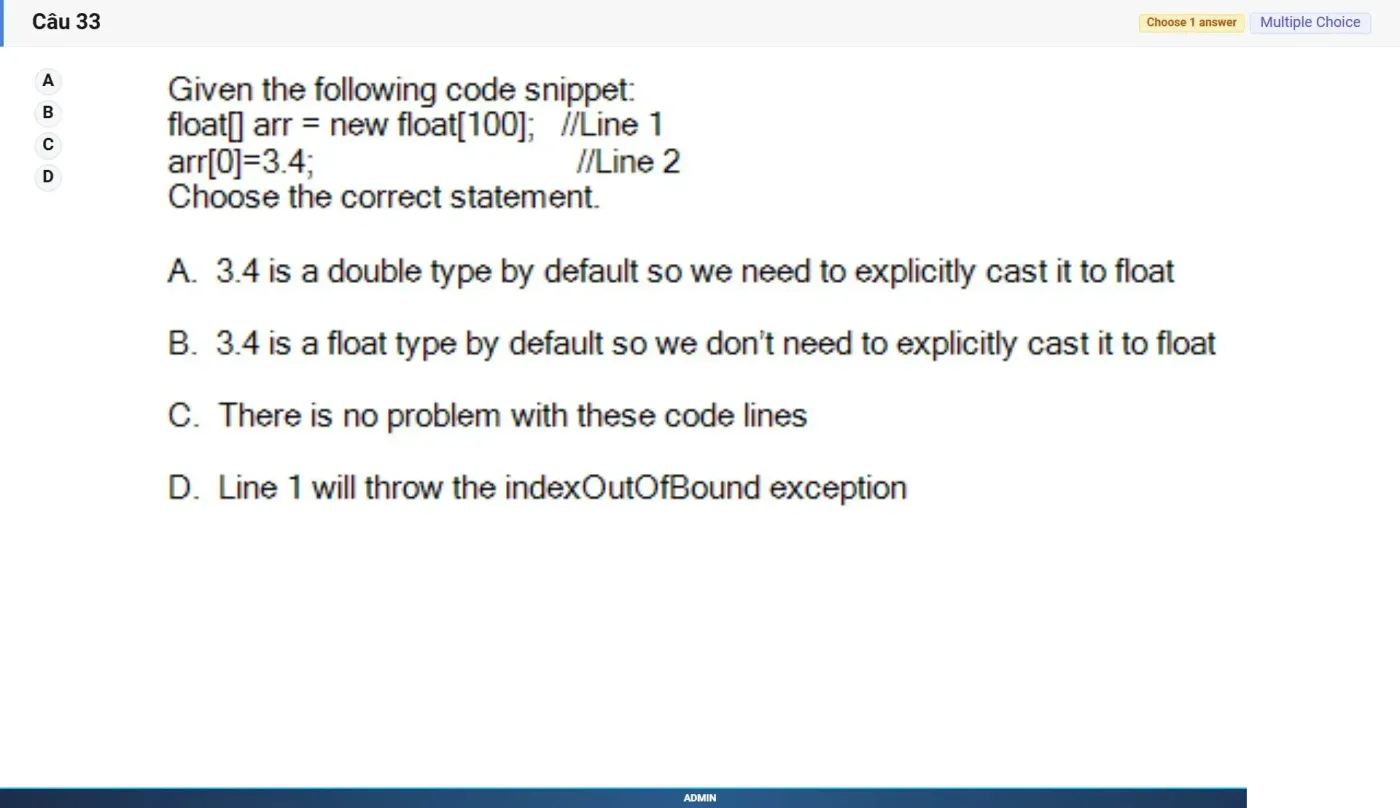 Câu 33
Choose 1 answer
Multiple Choice
A
B
C
D
Given the following code snippet:
float[] arr = new float[100]; //Line 1
arr[0]=3.4; //Line 2
Choose the correct statement.
A. 3.4 is a double type by default so we need to explicitly cast it to float
B. 3.4 is a float type by default so we don't need to explicitly cast it to float
C. There is no problem with these code lines
D. Line 1 will throw the indexOutOfBound exception
ADMIN